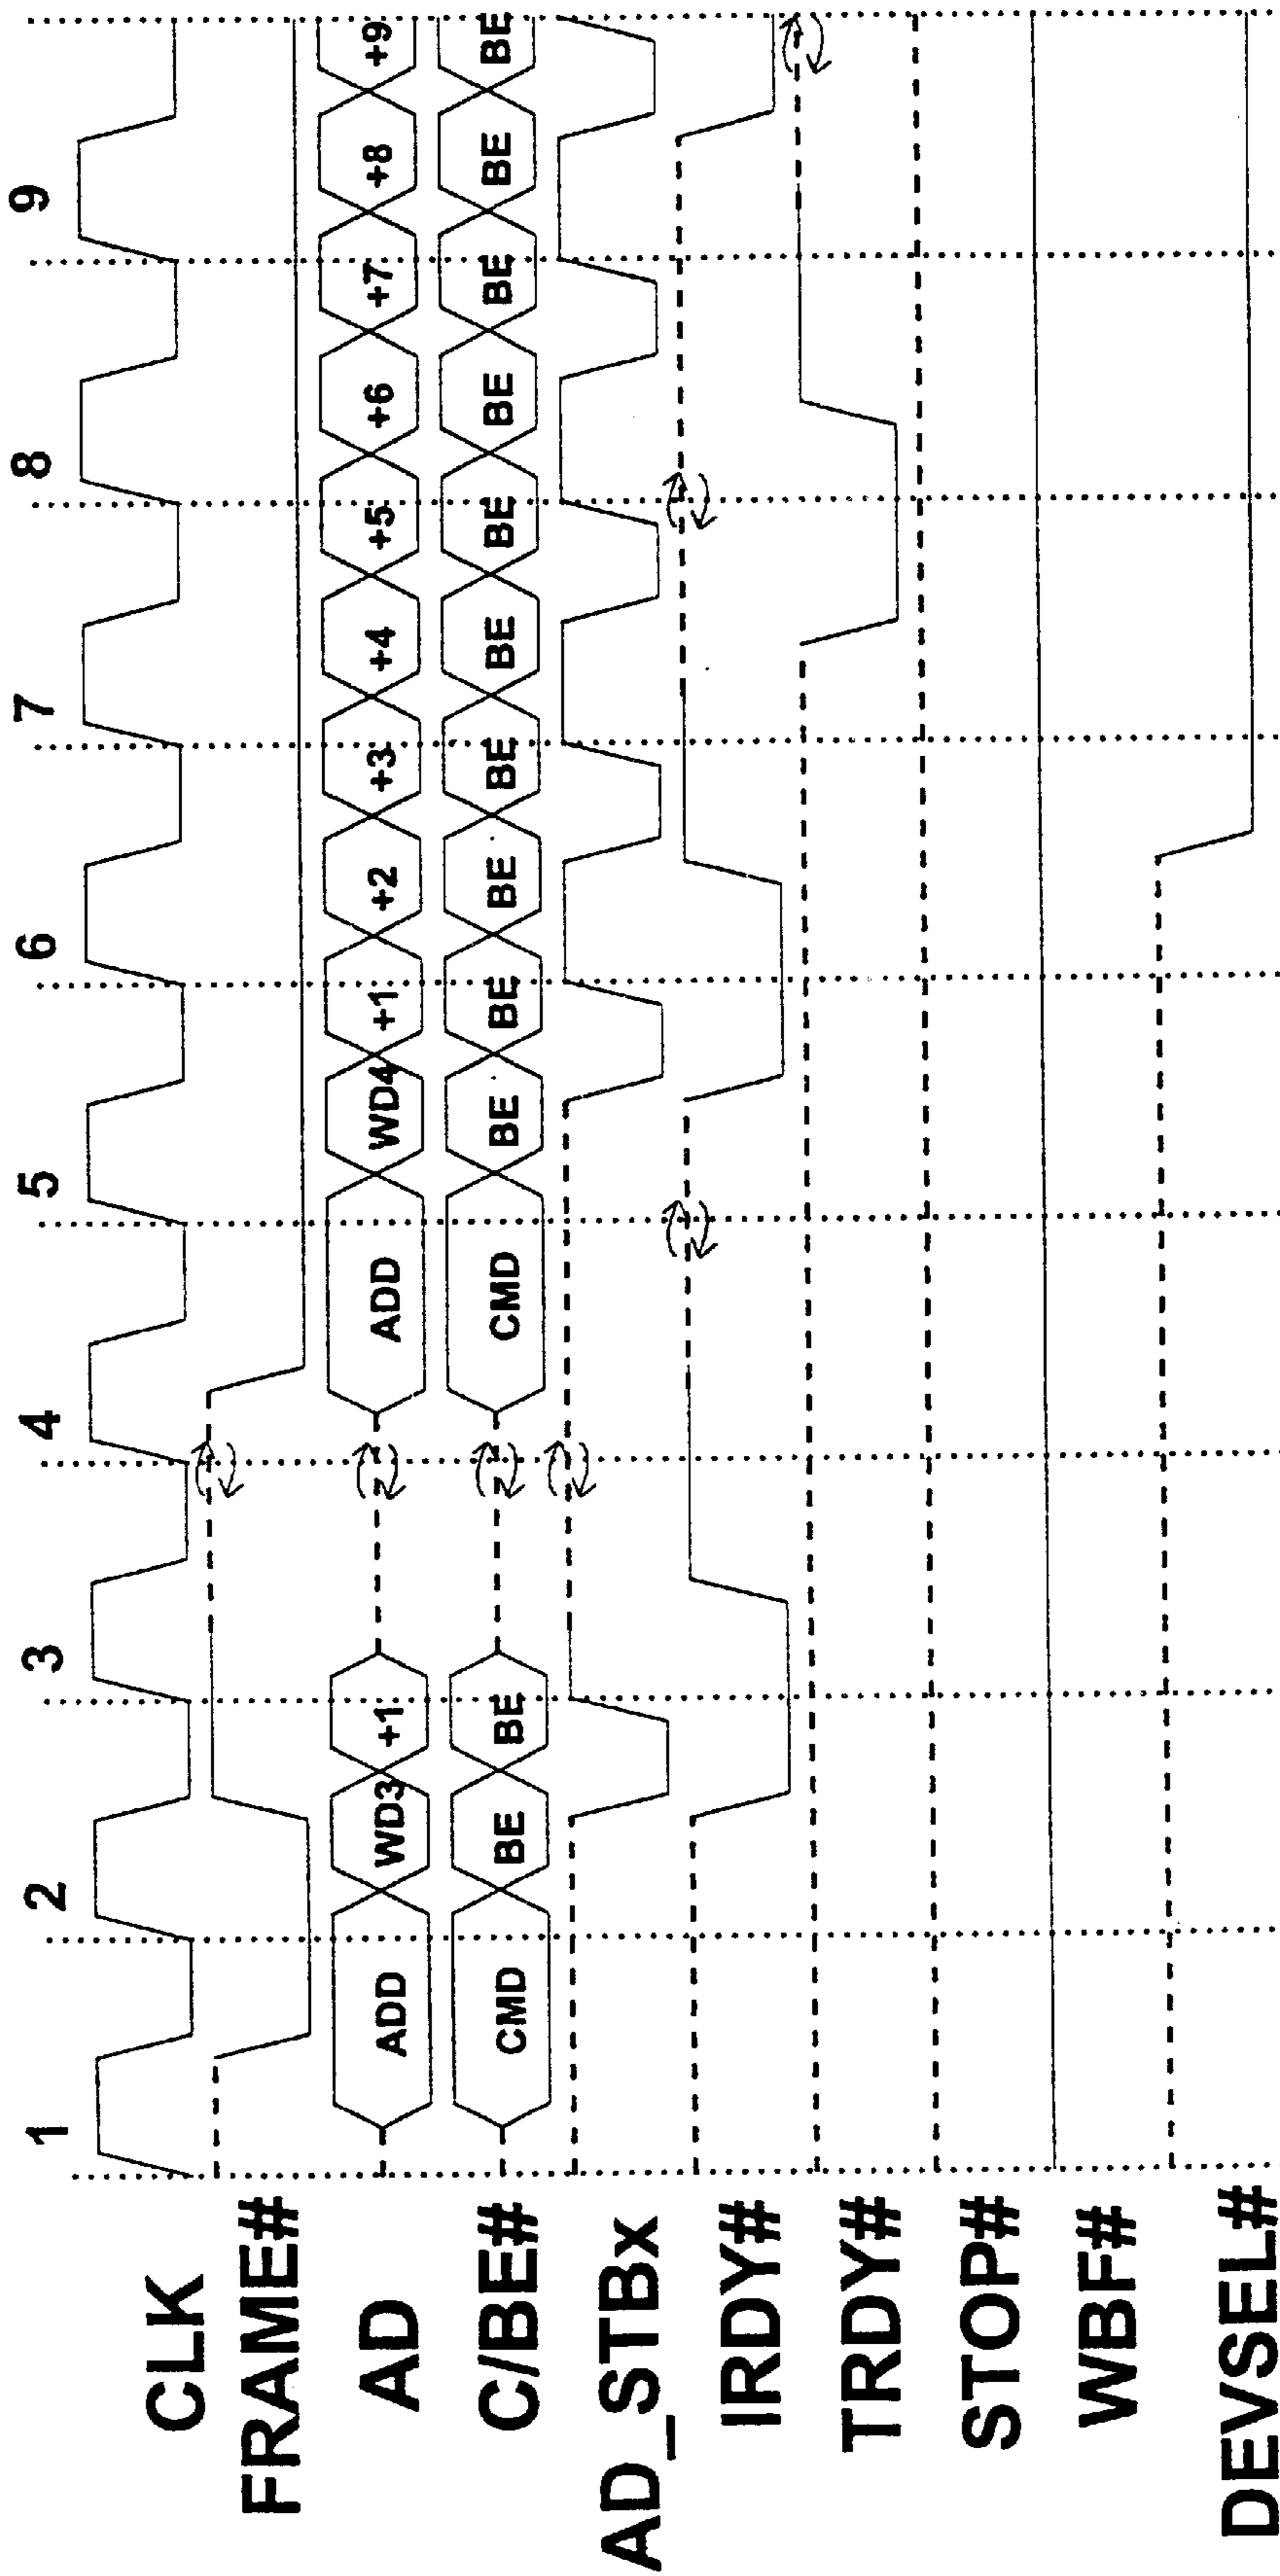 1 2 3 4 5 6 7 8 9
CLK
FRAME#
AD ADD WD3 +1 ADD WD4 +1 +2 +3 +4 +5 +6 +7 +8 +9
C/BE# CMD BE BE CMD BE BE BE BE BE BE BE BE BE BE
AD_STBx
IRDY#
TRDY#
STOP#
WBF#
DEVSEL#